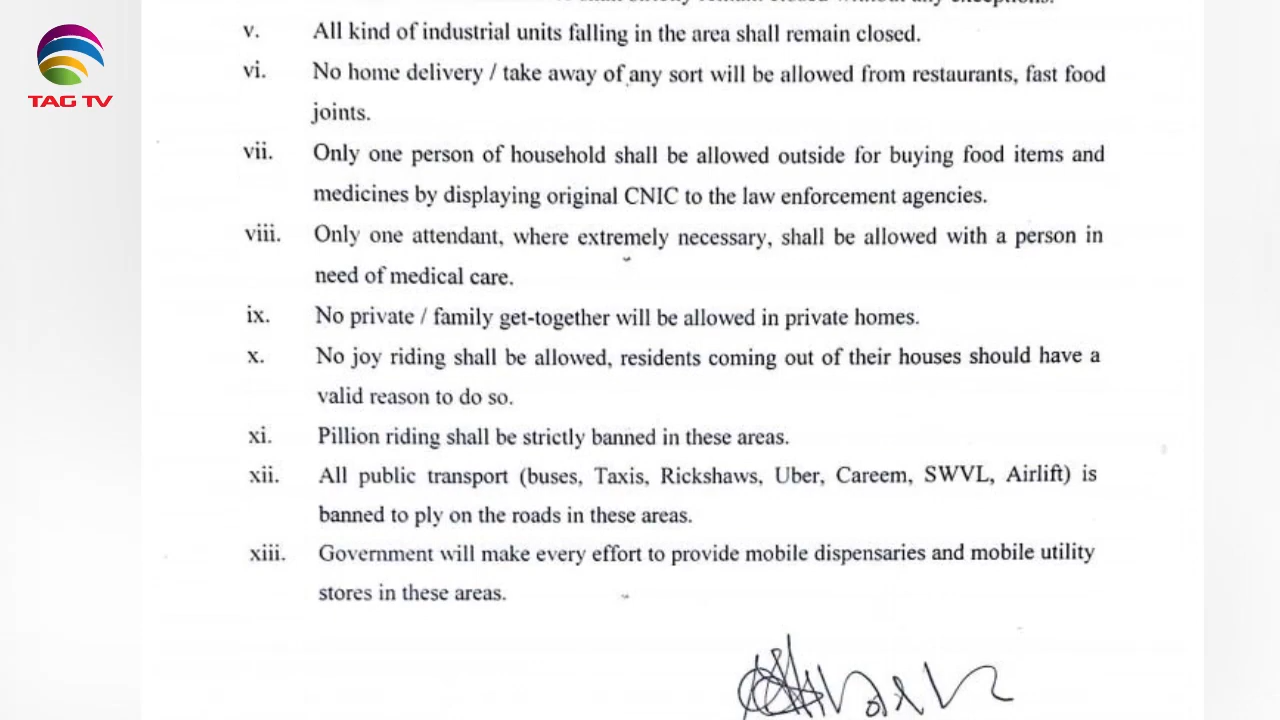 TAG TV
v. All kind of industrial units falling in the area shall remain closed.
vi. No home delivery / take away of any sort will be allowed from restaurants, fast food
joints.
vii. Only one person of household shall be allowed outside for buying food items and
medicines by displaying original CNIC to the law enforcement agencies.
viii. Only one attendant, where extremely necessary, shall be allowed with a person in
need of medical care.
ix. No private / family get-together will be allowed in private homes.
x. No joy riding shall be allowed, residents coming out of their houses should have a
valid reason to do so.
xi. Pillion riding shall be strictly banned in these areas.
xii. All public transport (buses, Taxis, Rickshaws, Uber, Careem, SWVL, Airlift) is
banned to ply on the roads in these areas.
xiii. Government will make every effort to provide mobile dispensaries and mobile utility
stores in these areas.